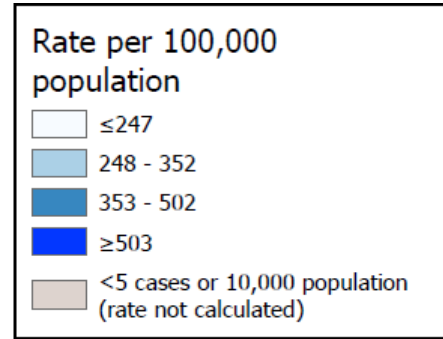 Rate per 100,000
population
≤247
248 - 352
353 - 502
≥503
<5 cases or 10,000 population
(rate not calculated)